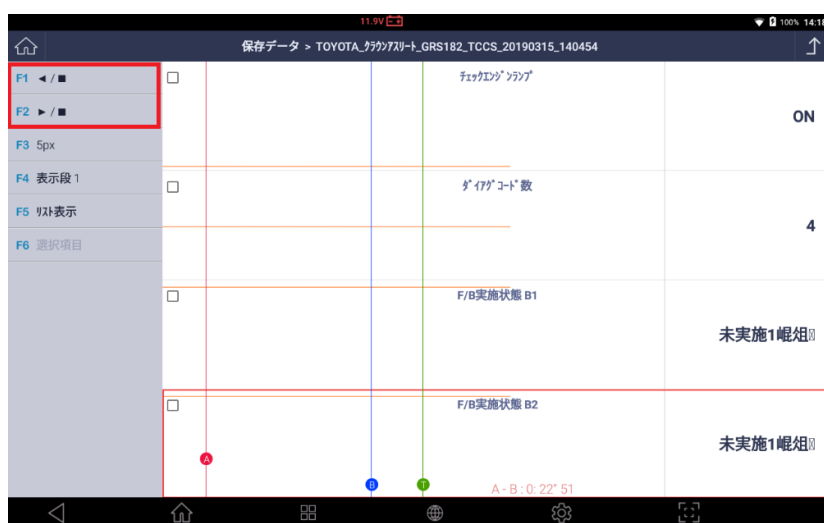 11.9V
100% 14:18
保存データ > TOYOTA_クラウンアスリート_GRS182_TCCS_20190315_140454
F1 ◄/■
F2 ►/■
F3 5px
F4 表示段 1
F5 リスト表示
F6 選択項目
チェックエンジンランプ
ON
ダイアグコード数
4
F/B実施状態 B1
未実施1崐俎
F/B実施状態 B2
未実施1崐俎
A
B
T
A - B : 0: 22" 51